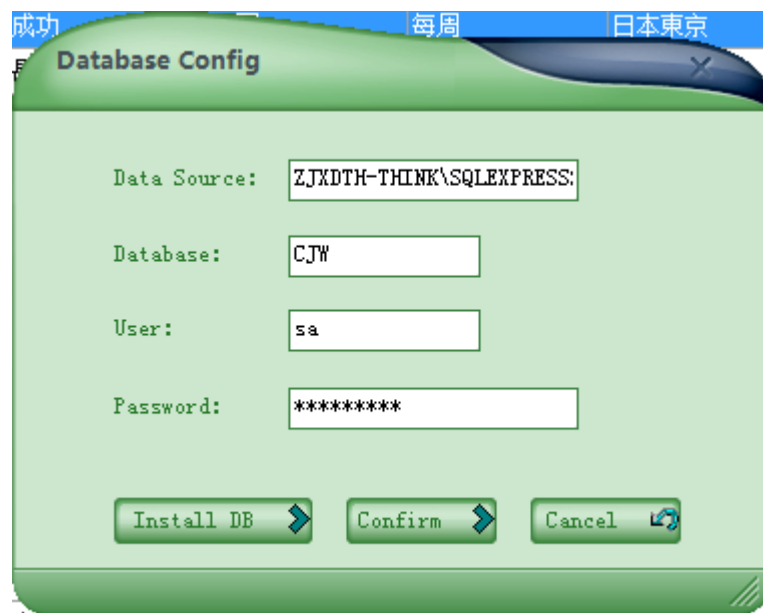 成功
每周
日本東京
Database Config
Data Source:
ZJXDTH-THINK\SQLEXPRESS
Database:
CJW
User:
sa
Password:
*********
Install DB
Confirm
Cancel